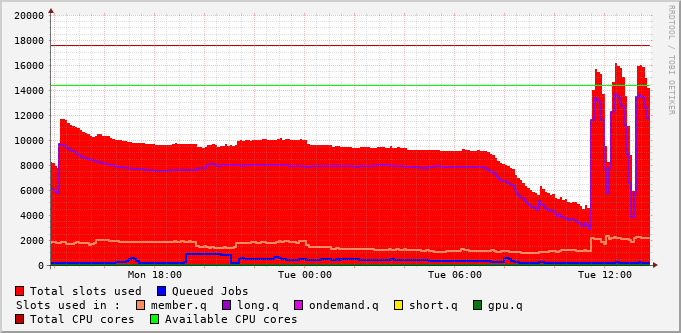 20000
18000
16000
14000
12000
10000
8000
6000
4000
2000
0
Mon 18:00 Tue 00:00 Tue 06:00 Tue 12:00
RRDTOOL / TOBI OETIKER
Total slots used Queued Jobs
Slots used in : member.q long.q ondemand.q short.q gpu.q
Total CPU cores Available CPU cores